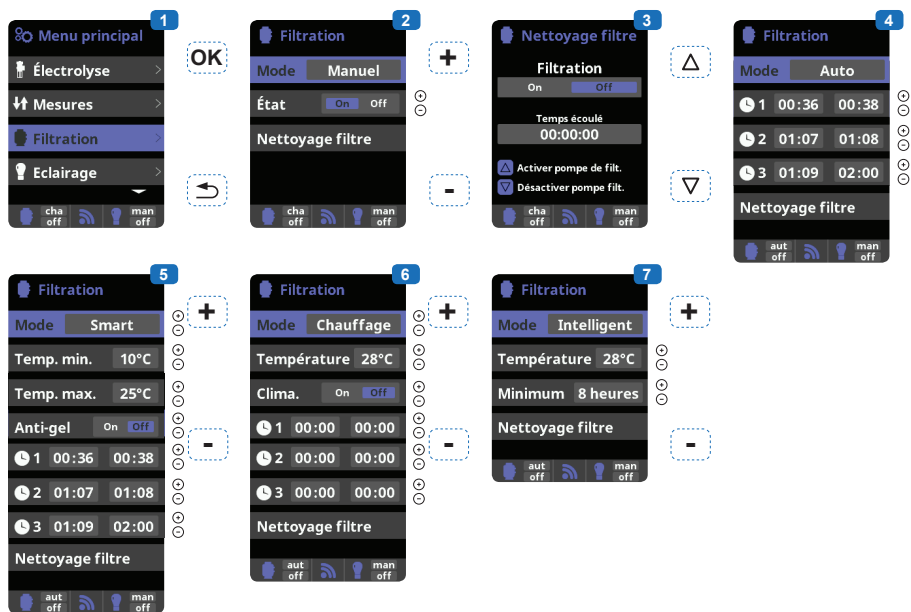 1
Menu principal
Électrolyse
Mesures
Filtration
Eclairage
cha off man off
OK
2
Filtration
Mode Manuel
État On Off
Nettoyage filtre
cha off man off
+
-
3
Nettoyage filtre
Filtration
On Off
Temps écoulé
00:00:00
Activer pompe de filt.
Désactiver pompe filt.
cha off man off
4
Filtration
Mode Auto
1 00:36 00:38
2 01:07 01:08
3 01:09 02:00
Nettoyage filtre
aut off man off
5
Filtration
Mode Smart
Temp. min. 10°C
Temp. max. 25°C
Anti-gel On Off
1 00:36 00:38
2 01:07 01:08
3 01:09 02:00
Nettoyage filtre
aut off man off
+
-
6
Filtration
Mode Chauffage
Température 28°C
Clima. On Off
1 00:00 00:00
2 00:00 00:00
3 00:00 00:00
Nettoyage filtre
aut off man off
+
-
7
Filtration
Mode Intelligent
Température 28°C
Minimum 8 heures
Nettoyage filtre
aut off man off
+
-